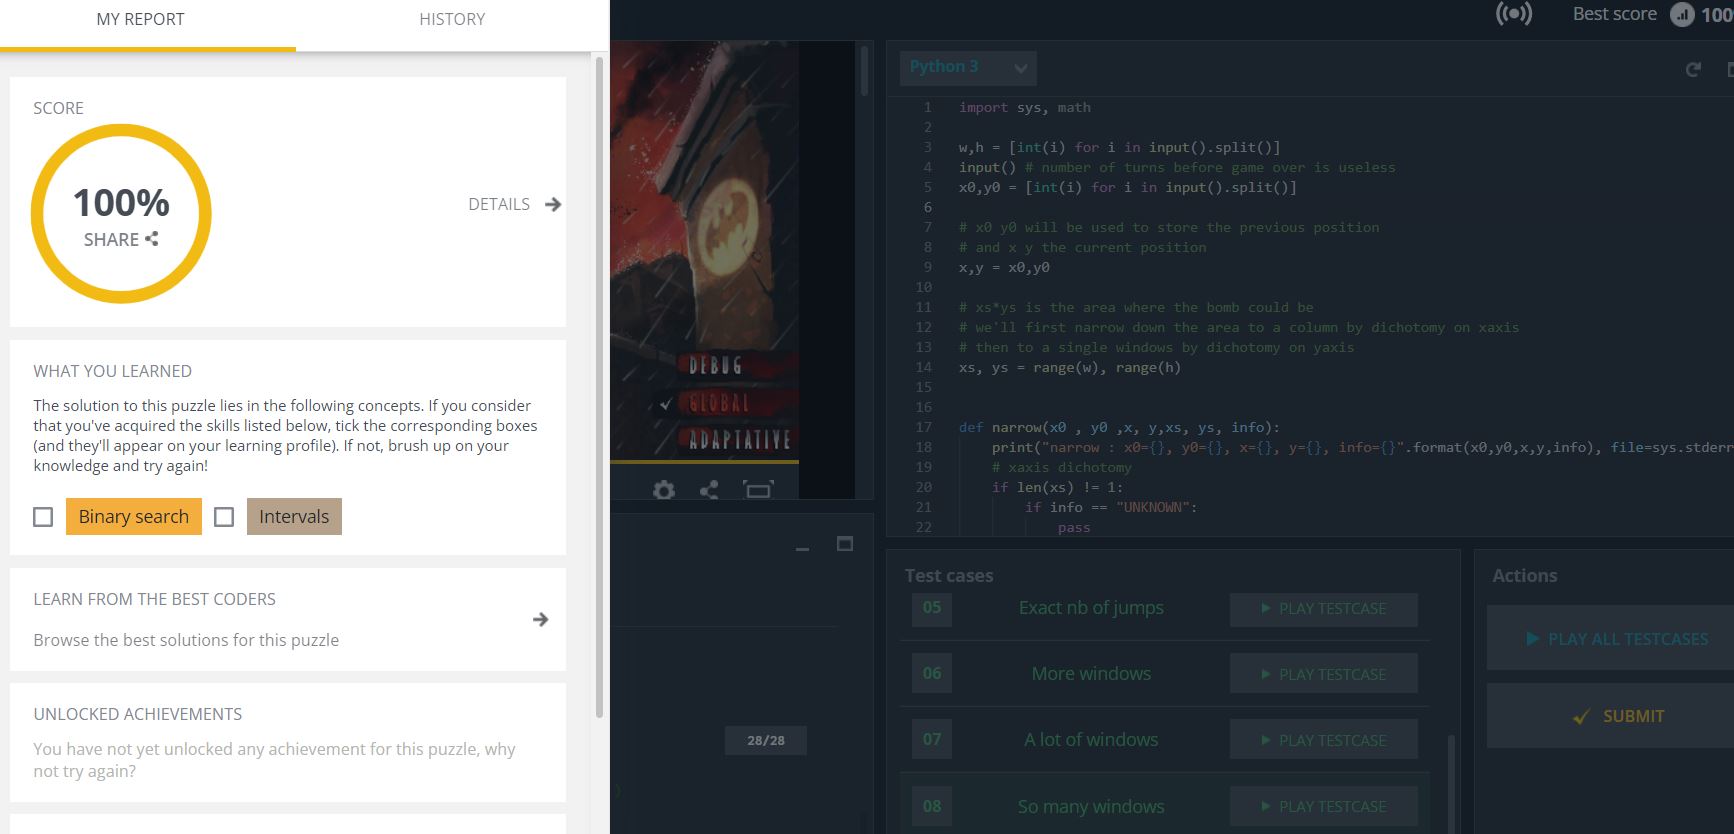 MY REPORT
HISTORY
SCORE
100%
SHARE
DETAILS
WHAT YOU LEARNED
The solution to this puzzle lies in the following concepts. If you consider
that you've acquired the skills listed below, tick the corresponding boxes
(and they'll appear on your learning profile). If not, brush up on your
knowledge and try again!
Binary search
Intervals
LEARN FROM THE BEST CODERS
Browse the best solutions for this puzzle
UNLOCKED ACHIEVEMENTS
You have not yet unlocked any achievement for this puzzle, why
not try again?
DEBUG
GLOBAL
ADAPTATIVE
28/28
Best score 100
Python 3
1 import sys, math
2
3 w,h = [int(i) for i in input().split()]
4 input() # number of turns before game over is useless
5 x0,y0 = [int(i) for i in input().split()]
6
7 # x0 y0 will be used to store the previous position
8 # and x y the current position
9 x,y = x0,y0
10
11 # xs*ys is the area where the bomb could be
12 # we'll first narrow down the area to a column by dichotomy on xaxis
13 # then to a single windows by dichotomy on yaxis
14 xs, ys = range(w), range(h)
15
16
17 def narrow(x0 , y0 ,x, y,xs, ys, info):
18 print("narrow : x0={}, y0={}, x={}, y={}, info={}".format(x0,y0,x,y,info), file=sys.stderr
19 # xaxis dichotomy
20 if len(xs) != 1:
21 if info == "UNKNOWN":
22 pass
Test cases
05 Exact nb of jumps PLAY TESTCASE
06 More windows PLAY TESTCASE
07 A lot of windows PLAY TESTCASE
08 So many windows PLAY TESTCASE
Actions
PLAY ALL TESTCASES
SUBMIT